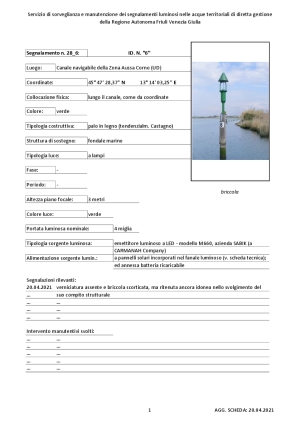 Servizio di sorveglianza e manutenzione dei segnalamenti luminosi nelle acque territoriali di diretta gestione
della Regione Autonoma Friuli Venezia Giulia
Segnalamento n. 28_6: ID. N. "6"
Luogo: Canale navigabile della Zona Aussa Corno (UD)
Coordinate: 45° 47' 20,37" N 13° 14' 03,25" E
Collocazione fisica: lungo il canale, come da coordinate
Colore: verde
Tipologia costruttiva: palo in legno (tendenzialm. Castagno)
Struttura di sostegno: fondale marino
Tipologia luce: a lampi
Fase: -
Periodo: -
briccola
Altezza piano focale: 3 metri
Colore luce: verde
Portata luminosa nominale: 4 miglia
Tipologia sorgente luminosa: emettitore luminoso a LED - modello M660, azienda SABIK (a
CARMANAH Company)
Alimentazione sorgente lumin.: a pannelli solari incorporati nel fanale luminoso (v. scheda tecnica);
ed annessa batteria ricaricabile
Segnalazioni rilevanti:
20.04.2021 verniciatura assente e briccola scorticata, ma ritenuta ancora idonea nello svolgimento del
... suo compito strutturale
... ...
... ...
... ...
Intervento manutentivi svolti:
... ...
... ...
... ...
... ...
1 AGG. SCHEDA: 20.04.2021